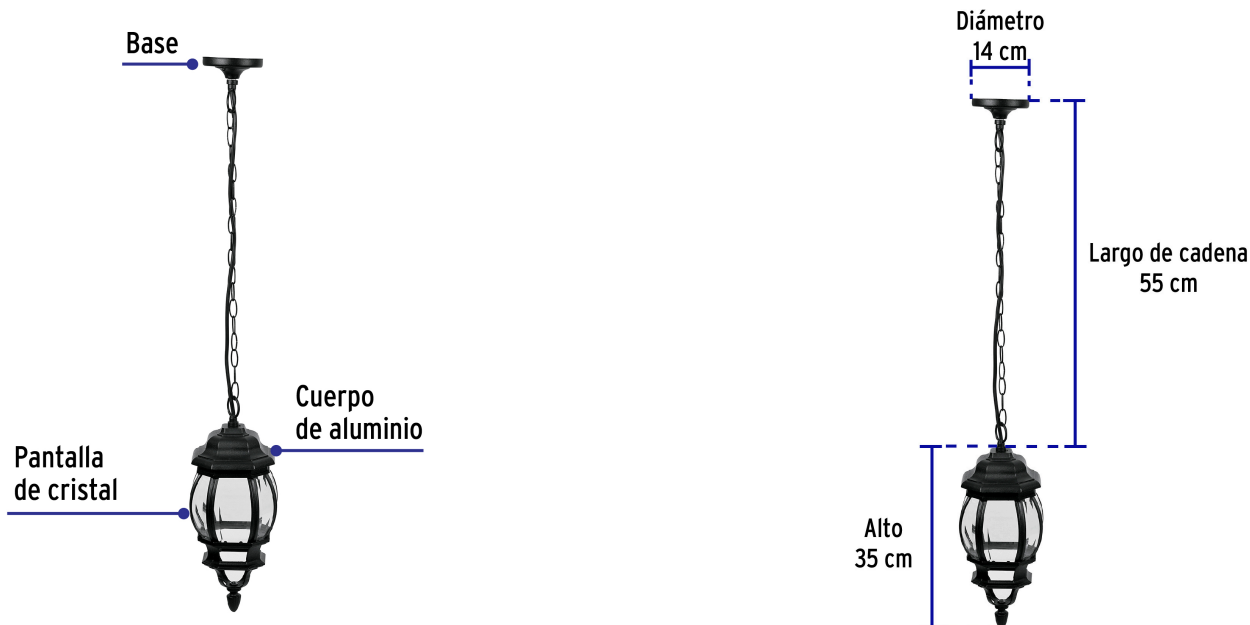 Base
Cuerpo
de aluminio
Pantalla
de cristal
Diámetro
14 cm
Largo de cadena
55 cm
Alto
35 cm